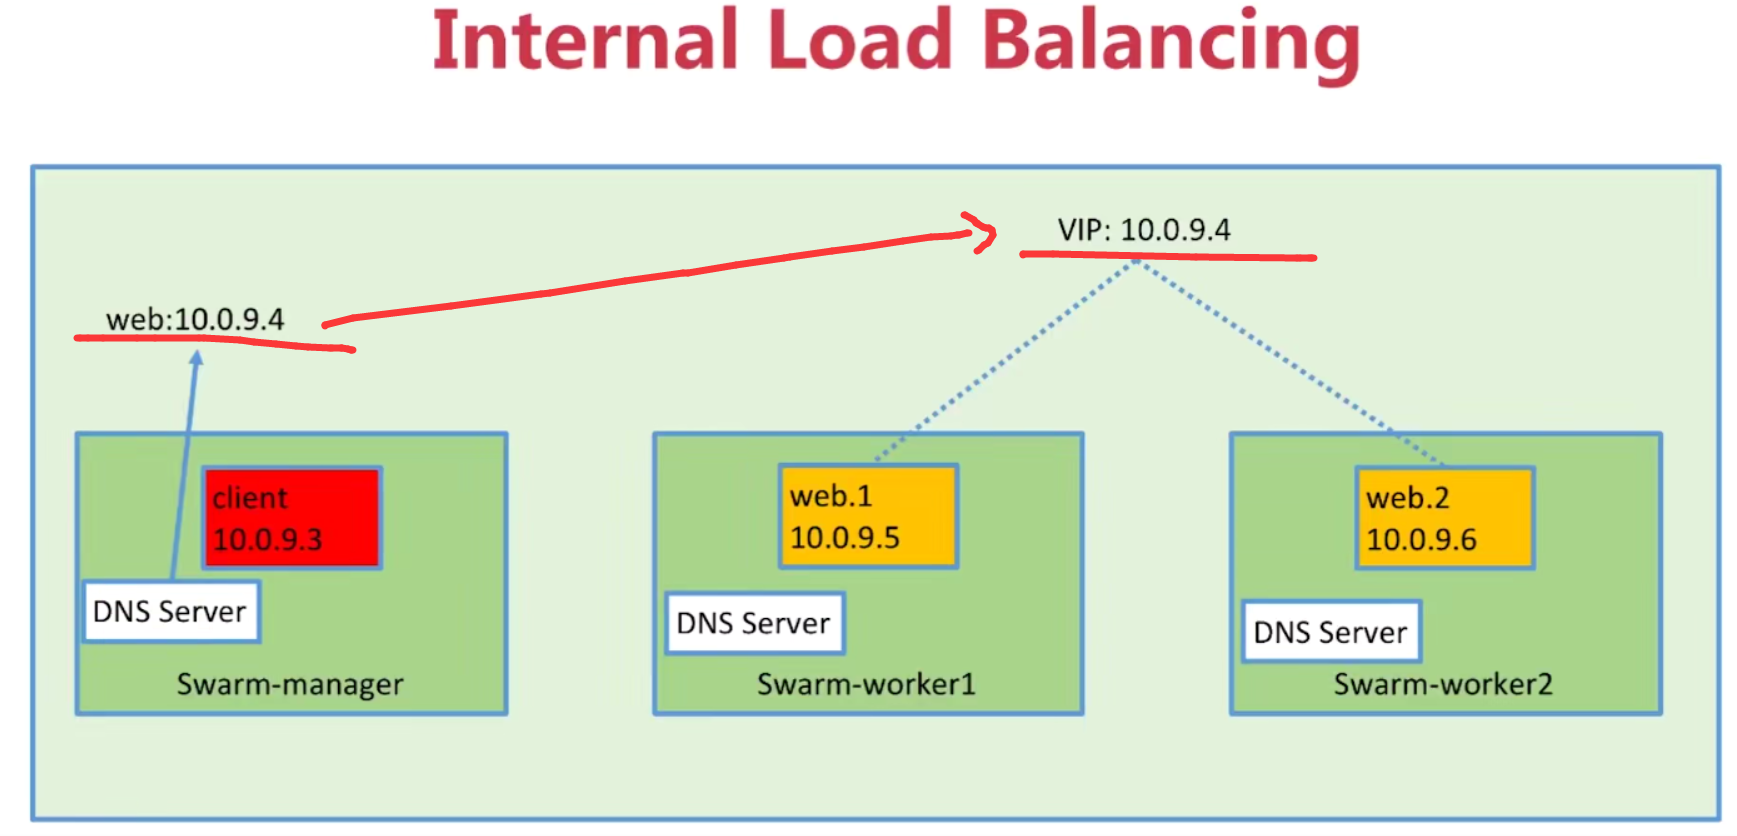 Internal Load Balancing
VIP: 10.0.9.4
web:10.0.9.4
client
10.0.9.3
DNS Server
Swarm-manager
web.1
10.0.9.5
DNS Server
Swarm-worker1
web.2
10.0.9.6
DNS Server
Swarm-worker2